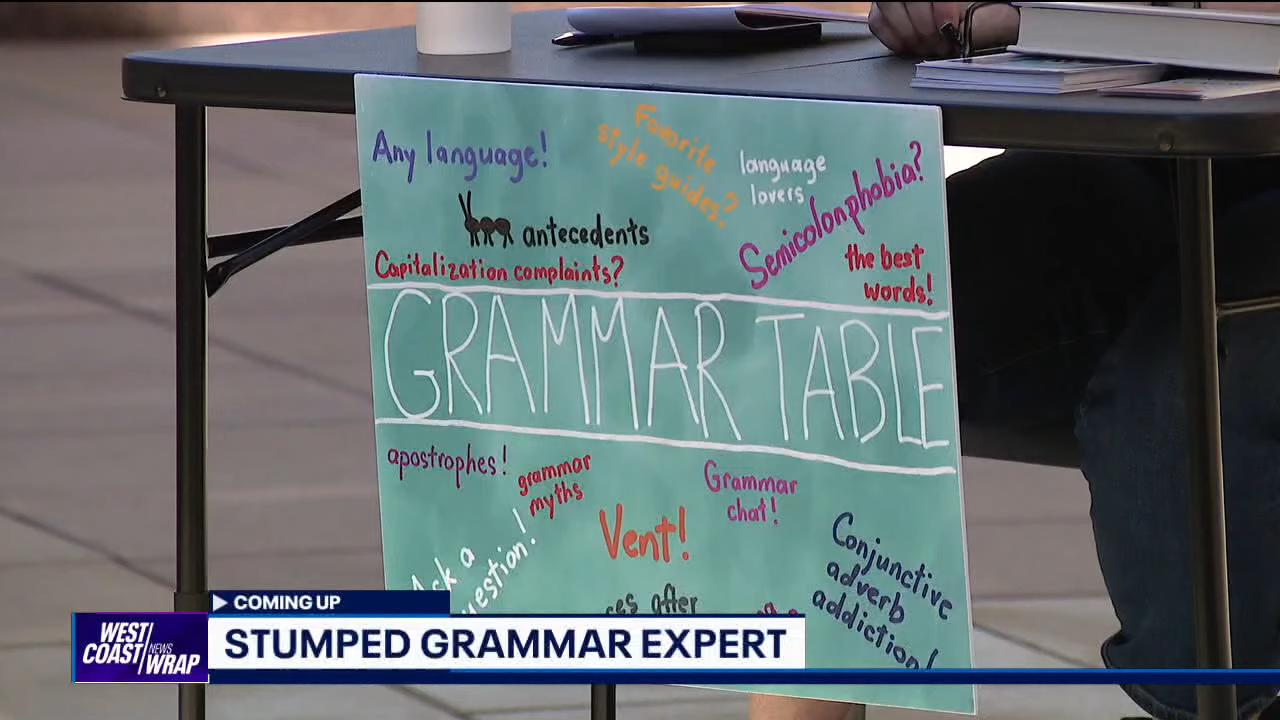 Any language!
Favorite
style guides?
language
lovers
Semicolonphobia?
antecedents
Capitalization complaints?
the best
words!
GRAMMAR TABLE
apostrophes!
grammar
myths
Grammar
chat!
Vent!
Conjunctive
adverb
addiction!
after
COMING UP
STUMPED GRAMMAR EXPERT
WEST
COAST NEWS
WRAP